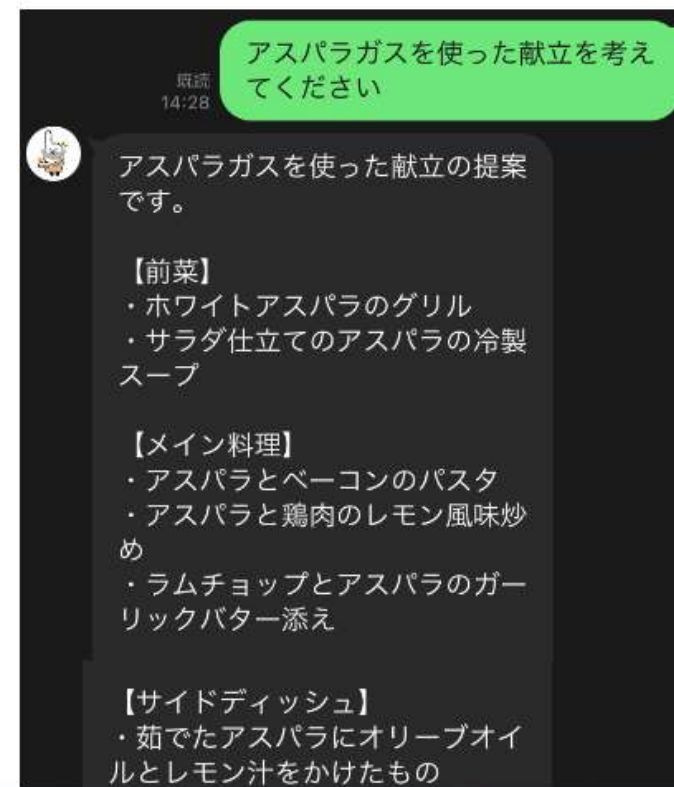 アスパラガスを使った献立を考え
てください
既読
14:28
アスパラガスを使った献立の提案
です。
【前菜】
・ホワイトアスパラのグリル
・サラダ仕立てのアスパラの冷製
スープ
【メイン料理】
・アスパラとベーコンのパスタ
・アスパラと鶏肉のレモン風味炒
め
・ラムチョップとアスパラのガー
リックバター添え
【サイドディッシュ】
・茹でたアスパラにオリーブオイ
ルとレモン汁をかけたもの